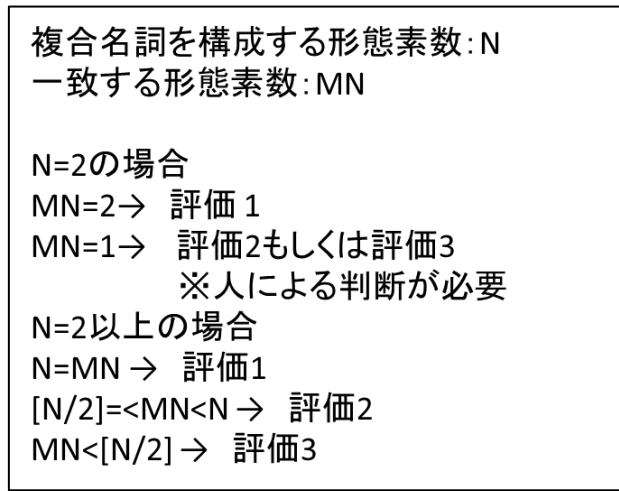 複合名詞を構成する形態素数:N
一致する形態素数:MN
N=2の場合
MN=2→ 評価1
MN=1→ 評価2もしくは評価3
※人による判断が必要
N=2以上の場合
N=MN → 評価1
[N/2]=<MN<N → 評価2
MN<[N/2] → 評価3